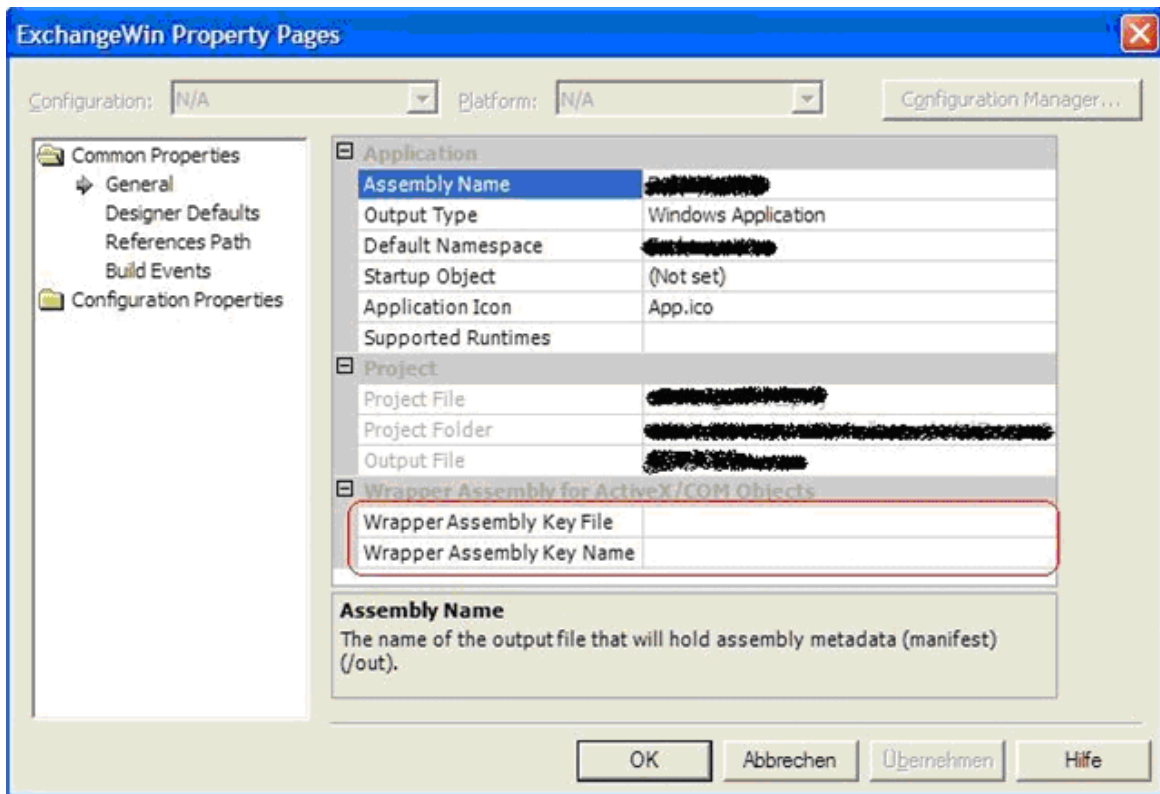 ExchangeWin Property Pages
Configuration: N/A Platform: N/A Configuration Manager...
Common Properties
General
Designer Defaults
References Path
Build Events
Configuration Properties
Application
Assembly Name
Output Type Windows Application
Default Namespace
Startup Object (Not set)
Application Icon App.ico
Supported Runtimes
Project
Project File
Project Folder
Output File
Wrapper Assembly for ActiveX/COM Objects
Wrapper Assembly Key File
Wrapper Assembly Key Name
Assembly Name
The name of the output file that will hold assembly metadata (manifest)
(/out).
OK Abbrechen Übernehmen Hilfe